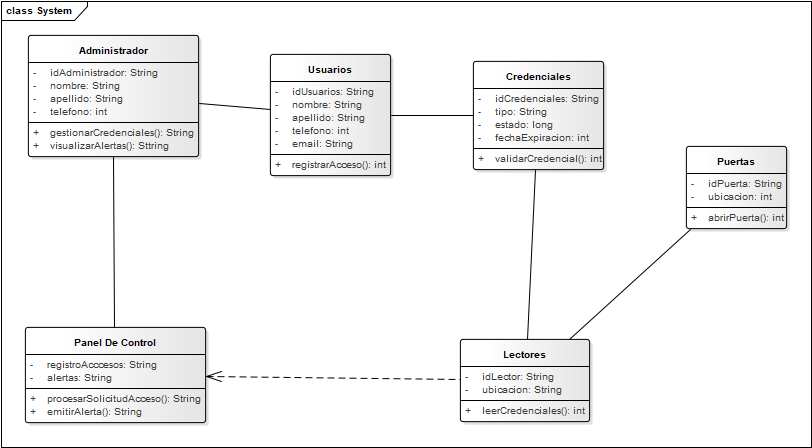 class System
Administrador
- idAdministrador: String
- nombre: String
- apellido: String
- telefono: int
+ gestionarCredenciales(): String
+ visualizarAlertas(): Sttring
Usuarios
- idUsuarios: String
- nombre: String
- apellido: String
- telefono: int
- email: String
+ registrarAcceso(): int
Credenciales
- idCredenciales: String
- tipo: String
- estado: long
- fechaExpiracion: int
+ validarCredencial(): int
Puertas
- idPuerta: String
- ubicacion: int
+ abrirPuerta(): int
Panel De Control
- registroAcccesos: String
- alertas: String
+ procesarSolicitudAcceso(): String
+ emitirAlerta(): String
Lectores
- idLector: String
- ubicacion: String
+ leerCredenciales(): int